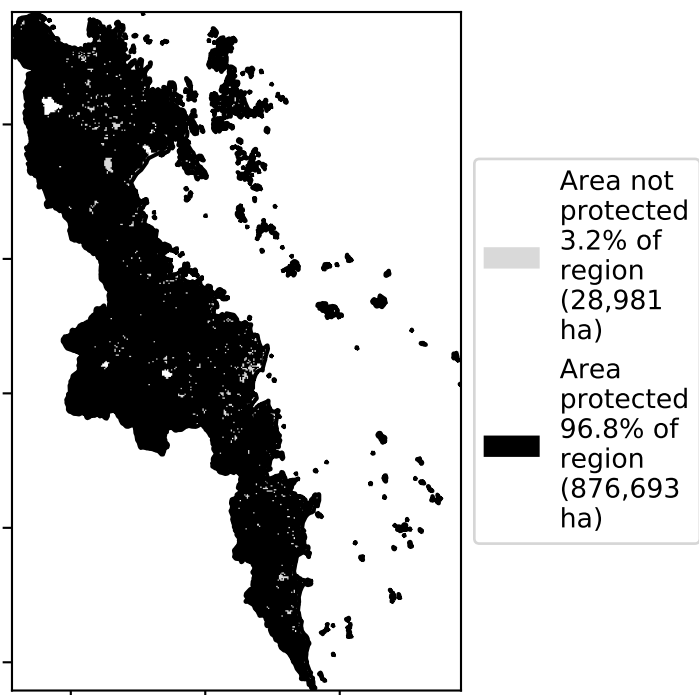 Area not
protected
3.2% of
region
(28,981
ha)
Area
protected
96.8% of
region
(876,693
ha)